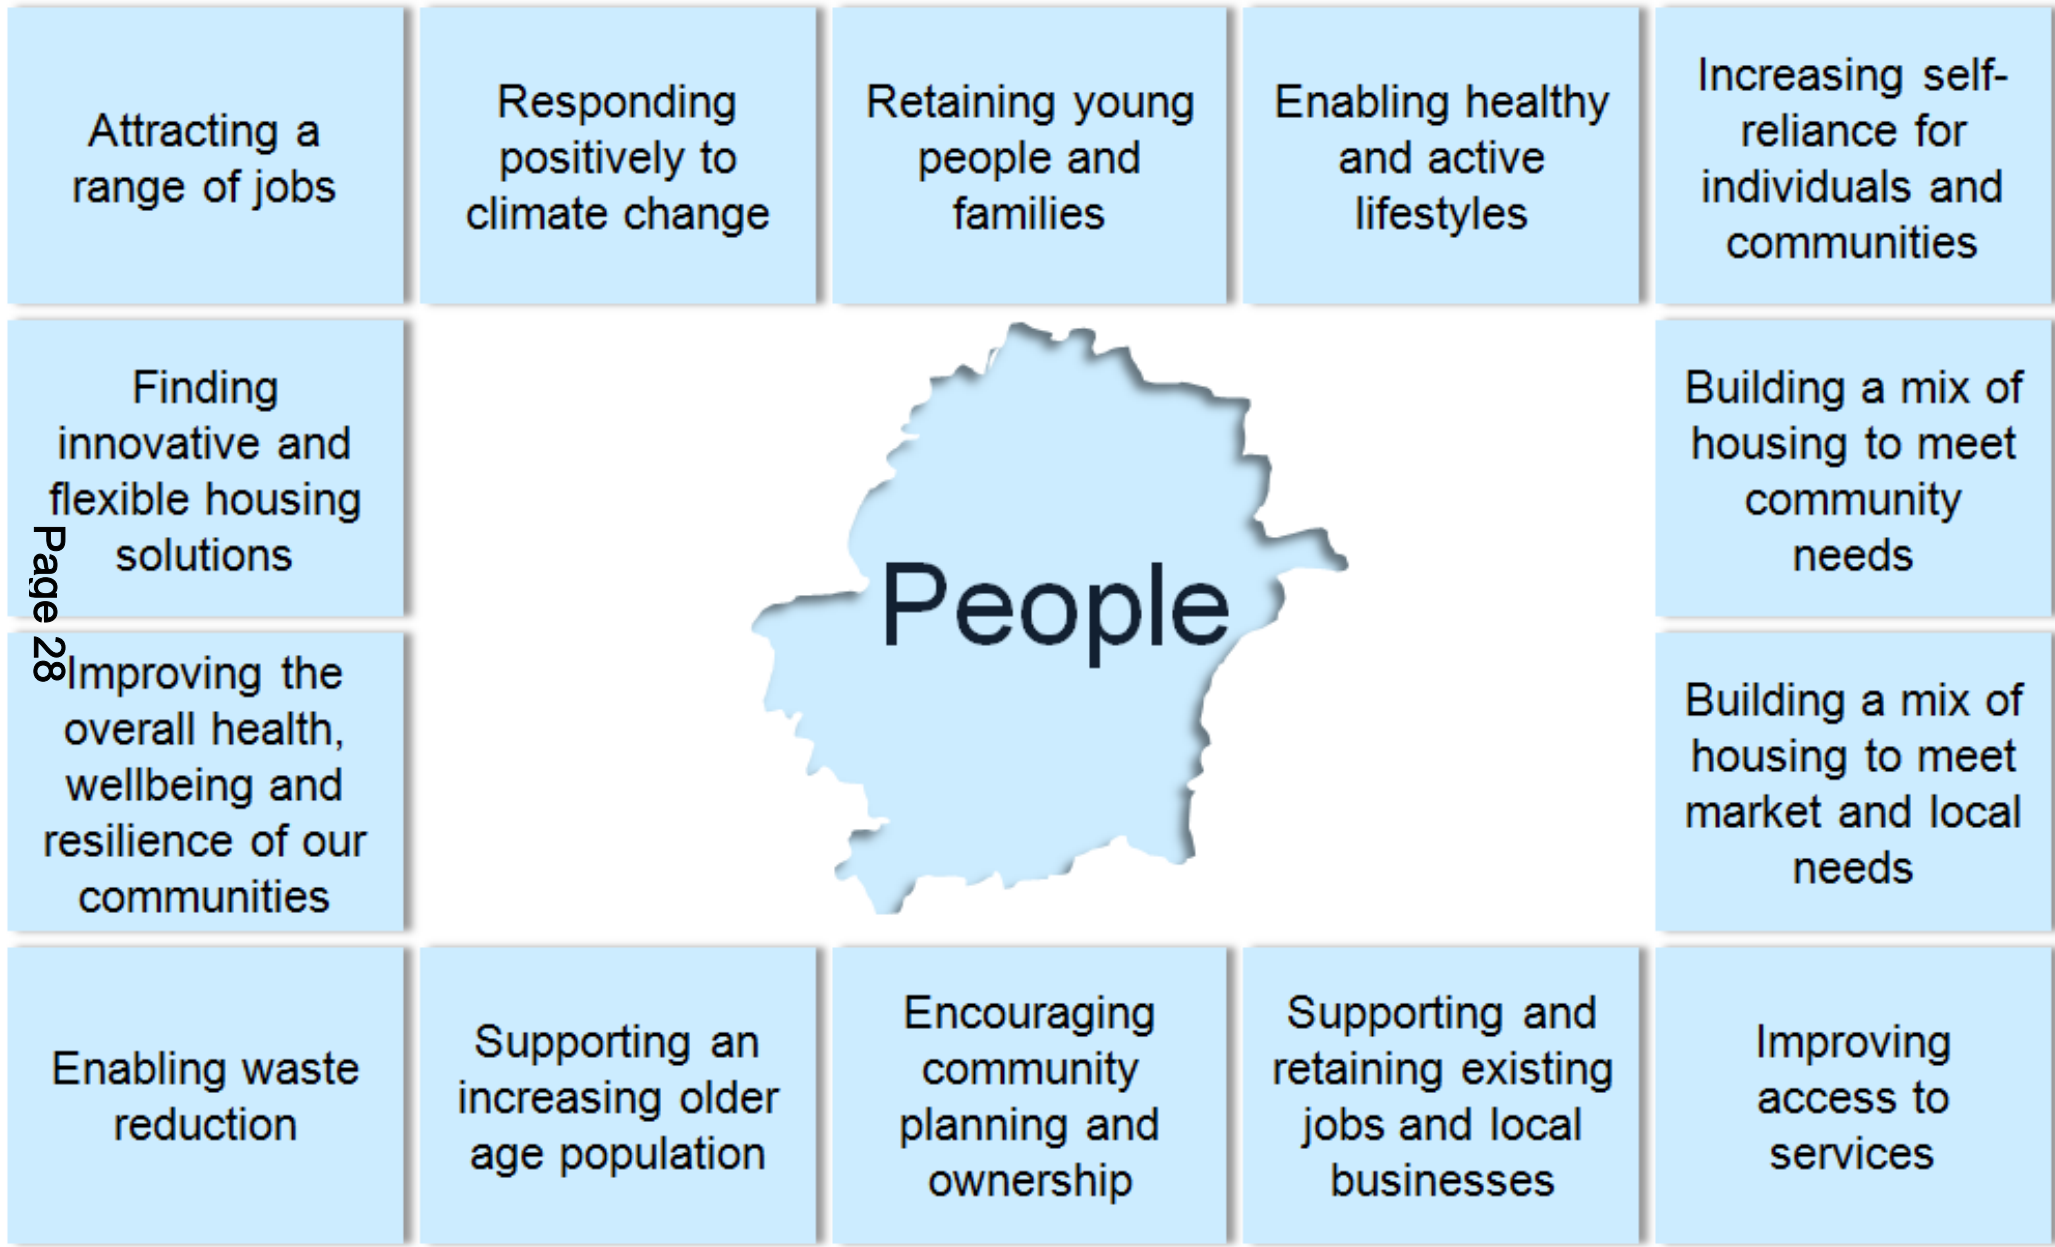 Attracting a
range of jobs
Responding
positively to
climate change
Retaining young
people and
families
Enabling healthy
and active
lifestyles
Increasing self-
reliance for
individuals and
communities
Finding
innovative and
flexible housing
solutions
People
Building a mix of
housing to meet
community
needs
Page 28
Improving the
overall health,
wellbeing and
resilience of our
communities
Building a mix of
housing to meet
market and local
needs
Enabling waste
reduction
Supporting an
increasing older
age population
Encouraging
community
planning and
ownership
Supporting and
retaining existing
jobs and local
businesses
Improving
access to
services